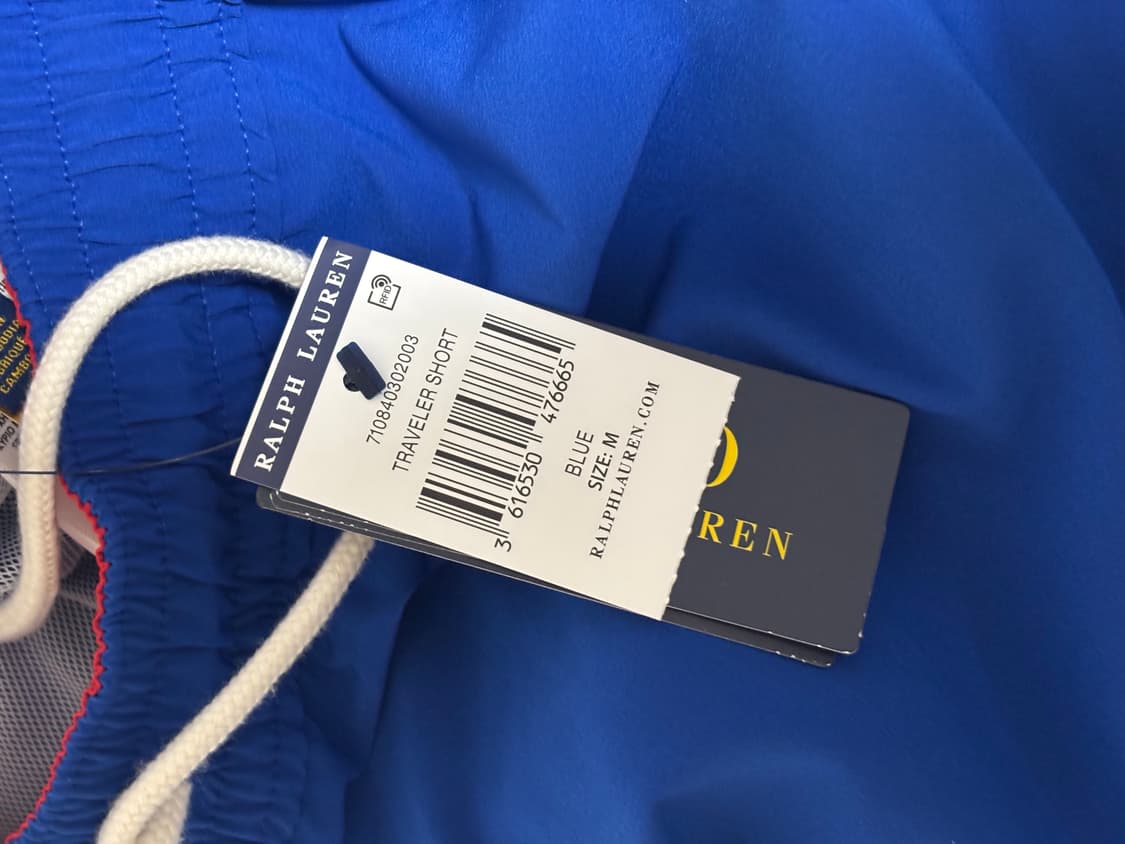 RALPH LAUREN
RFID
710840302003
TRAVELER SHORT
3 616530 476665
BLUE
SIZE: M
RALPHLAUREN.COM
REN